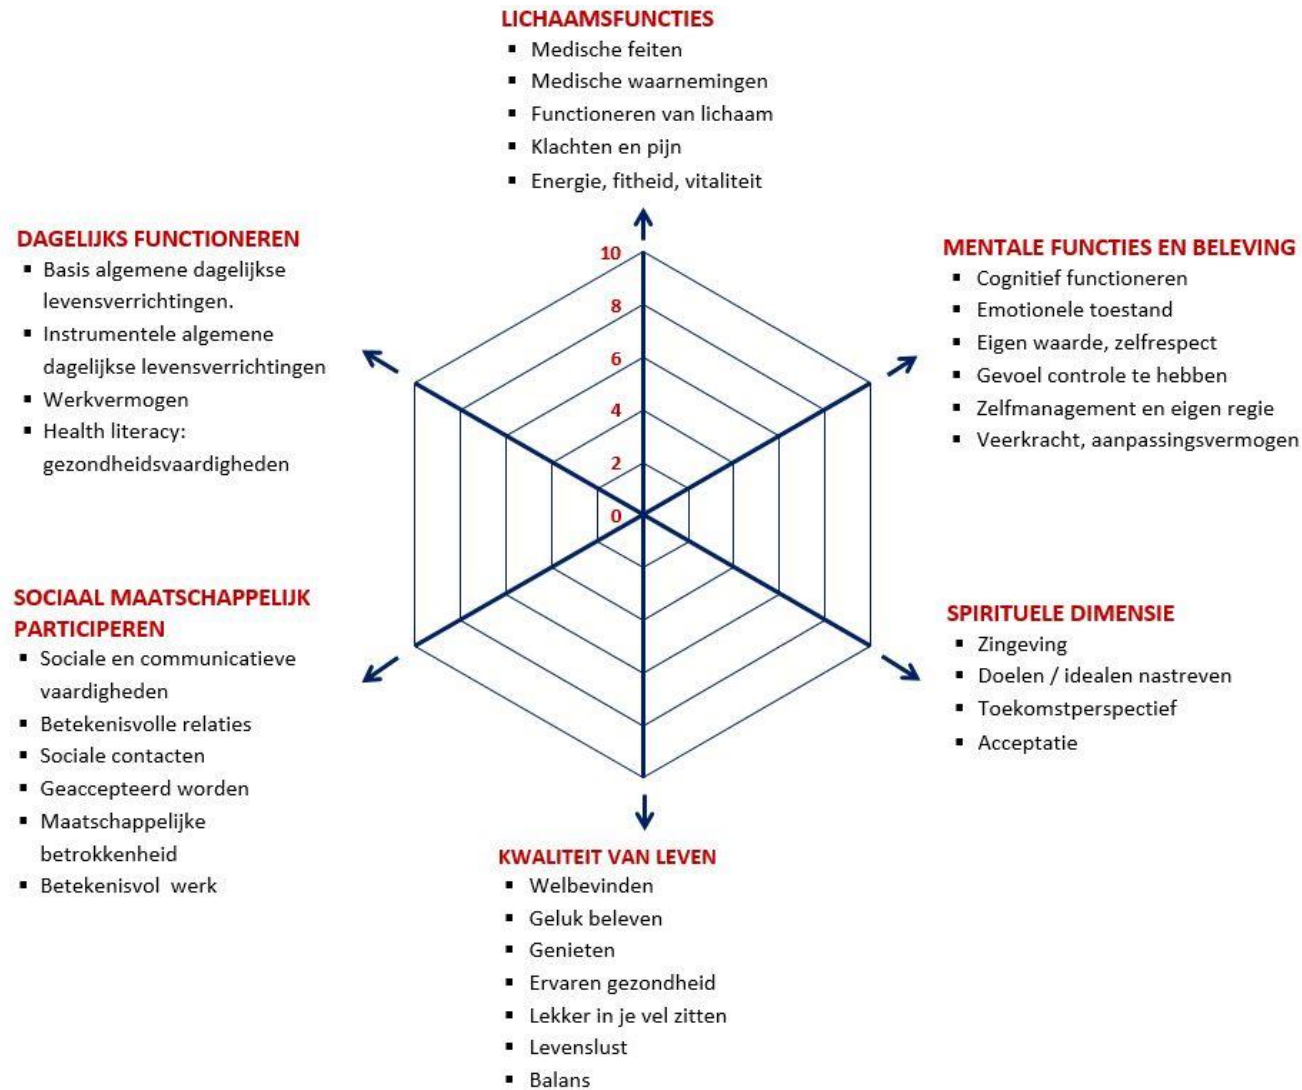 LICHAAMSFUNCTIES
▪ Medische feiten
▪ Medische waarnemingen
▪ Functioneren van lichaam
▪ Klachten en pijn
▪ Energie, fitheid, vitaliteit
DAGELIJKS FUNCTIONEREN
▪ Basis algemene dagelijkse
levensverrichtingen.
▪ Instrumentele algemene
dagelijkse levensverrichtingen
▪ Werkvermogen
▪ Health literacy:
gezondheidsvaardigheden
10
8
6
4
2
0
MENTALE FUNCTIES EN BELEVING
▪ Cognitief functioneren
▪ Emotionele toestand
▪ Eigen waarde, zelfrespect
▪ Gevoel controle te hebben
▪ Zelfmanagement en eigen regie
▪ Veerkracht, aanpassingsvermogen
SOCIAAL MAATSCHAPPELIJK
PARTICIPEREN
▪ Sociale en communicatieve
vaardigheden
▪ Betekenisvolle relaties
▪ Sociale contacten
▪ Geaccepteerd worden
▪ Maatschappelijke
betrokkenheid
▪ Betekenisvol werk
SPIRITUELE DIMENSIE
▪ Zingeving
▪ Doelen / idealen nastreven
▪ Toekomstperspectief
▪ Acceptatie
KWALITEIT VAN LEVEN
▪ Welbevinden
▪ Geluk beleven
▪ Genieten
▪ Ervaren gezondheid
▪ Lekker in je vel zitten
▪ Levenslust
▪ Balans